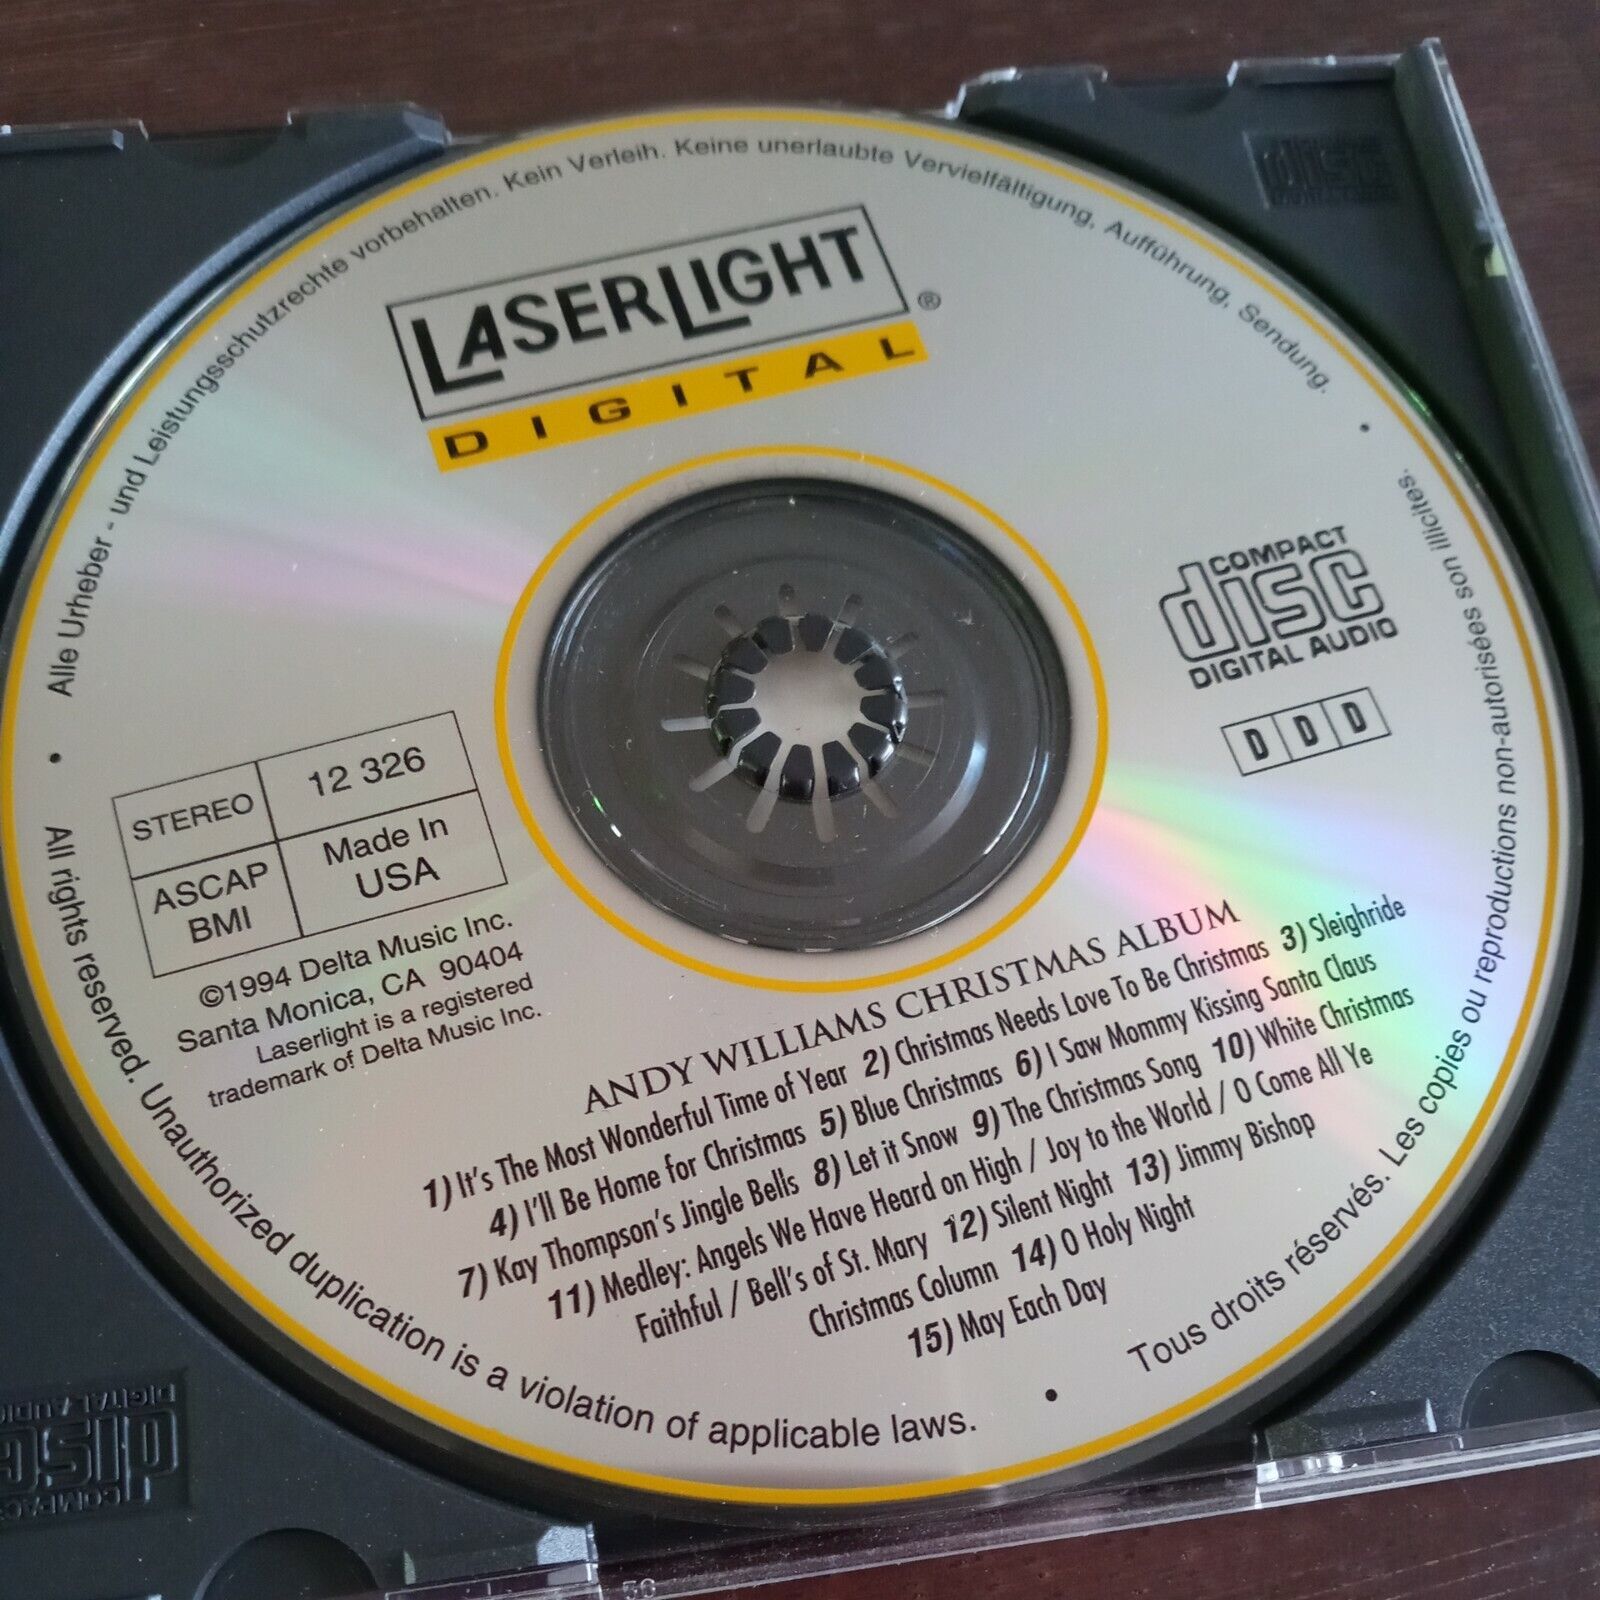 Alle Urheber - und Leistungsschutzrechte vorbehalten. Kein Verleih. Keine unerlaubte Vervielfältigung, Aufführung, Sendung.
LASERLIGHT ®
DIGITAL
COMPACT
disc
DIGITAL AUDIO
DDD
STEREO
12 326
ASCAP
BMI
Made In
USA
©1994 Delta Music Inc.
Santa Monica, CA 90404
Laserlight is a registered
trademark of Delta Music Inc.
ANDY WILLIAMS CHRISTMAS ALBUM
1) It's The Most Wonderful Time of Year 2) Christmas Needs Love To Be Christmas 3) Sleighride
4) I'll Be Home for Christmas 5) Blue Christmas 6) I Saw Mommy Kissing Santa Claus
7) Kay Thompson's Jingle Bells 8) Let it Snow 9) The Christmas Song 10) White Christmas
11) Medley: Angels We Have Heard on High / Joy to the World / O Come All Ye
Faithful / Bell's of St. Mary 12) Silent Night 13) Jimmy Bishop
Christmas Column 14) O Holy Night
15) May Each Day
All rights reserved. Unauthorized duplication is a violation of applicable laws.
Tous droits réservés. Les copies ou reproductions non-autorisées son illicites.
disc
COMPACT
disc
DIGITAL AUDIO
56